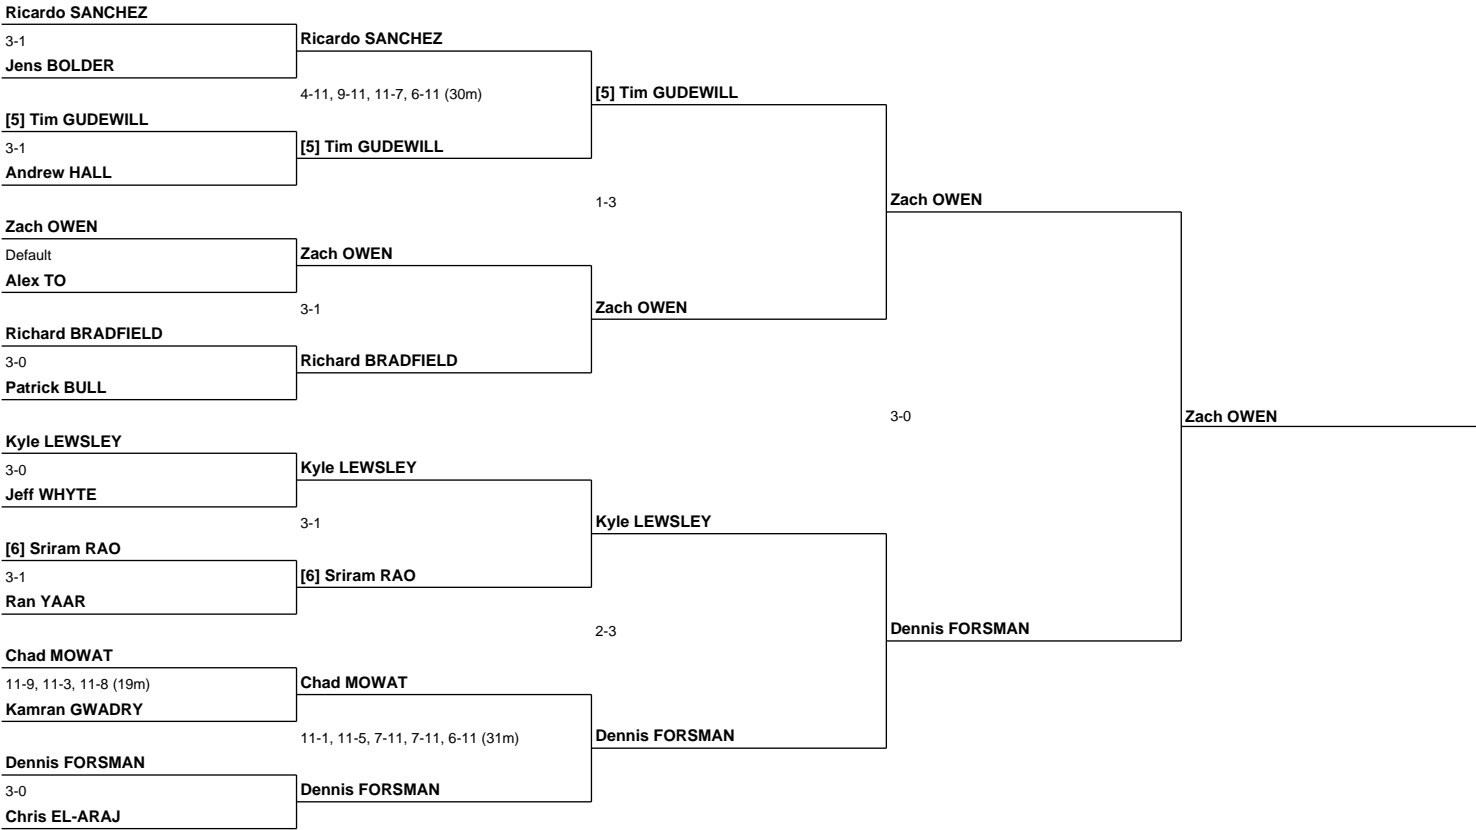 Ricardo SANCHEZ
3-1
Jens BOLDER
[5] Tim GUDEWILL
3-1
Andrew HALL
Zach OWEN
Default
Alex TO
Richard BRADFIELD
3-0
Patrick BULL
Kyle LEWSLEY
3-0
Jeff WHYTE
[6] Sriram RAO
3-1
Ran YAAR
Chad MOWAT
11-9, 11-3, 11-8 (19m)
Kamran GWADRY
Dennis FORSMAN
3-0
Chris EL-ARAJ
Ricardo SANCHEZ
4-11, 9-11, 11-7, 6-11 (30m)
[5] Tim GUDEWILL
Zach OWEN
3-1
Richard BRADFIELD
Kyle LEWSLEY
3-1
[6] Sriram RAO
Chad MOWAT
11-1, 11-5, 7-11, 7-11, 6-11 (31m)
Dennis FORSMAN
[5] Tim GUDEWILL
1-3
Zach OWEN
Kyle LEWSLEY
2-3
Dennis FORSMAN
Zach OWEN
3-0
Dennis FORSMAN
Zach OWEN